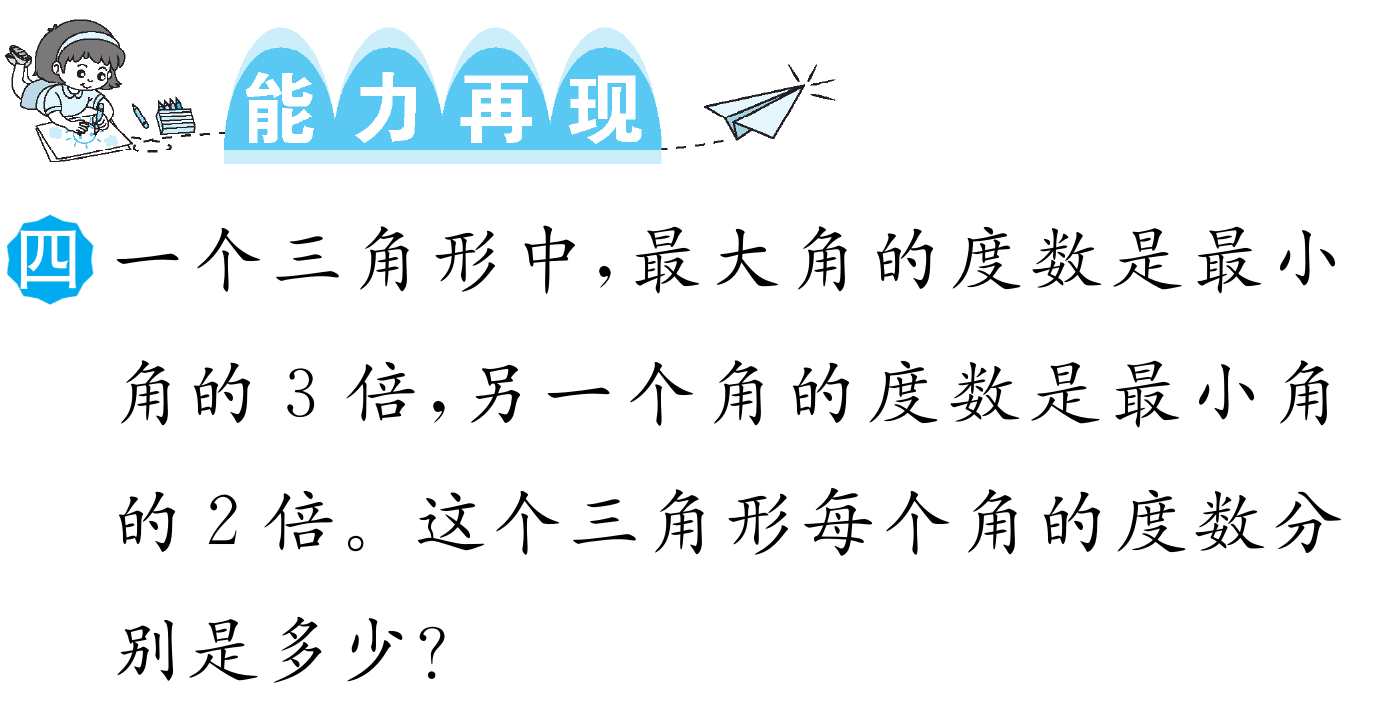 能力再现
四 一个三角形中,最大角的度数是最小
角的 3 倍,另一个角的度数是最小角
的 2 倍。这个三角形每个角的度数分
别是多少?